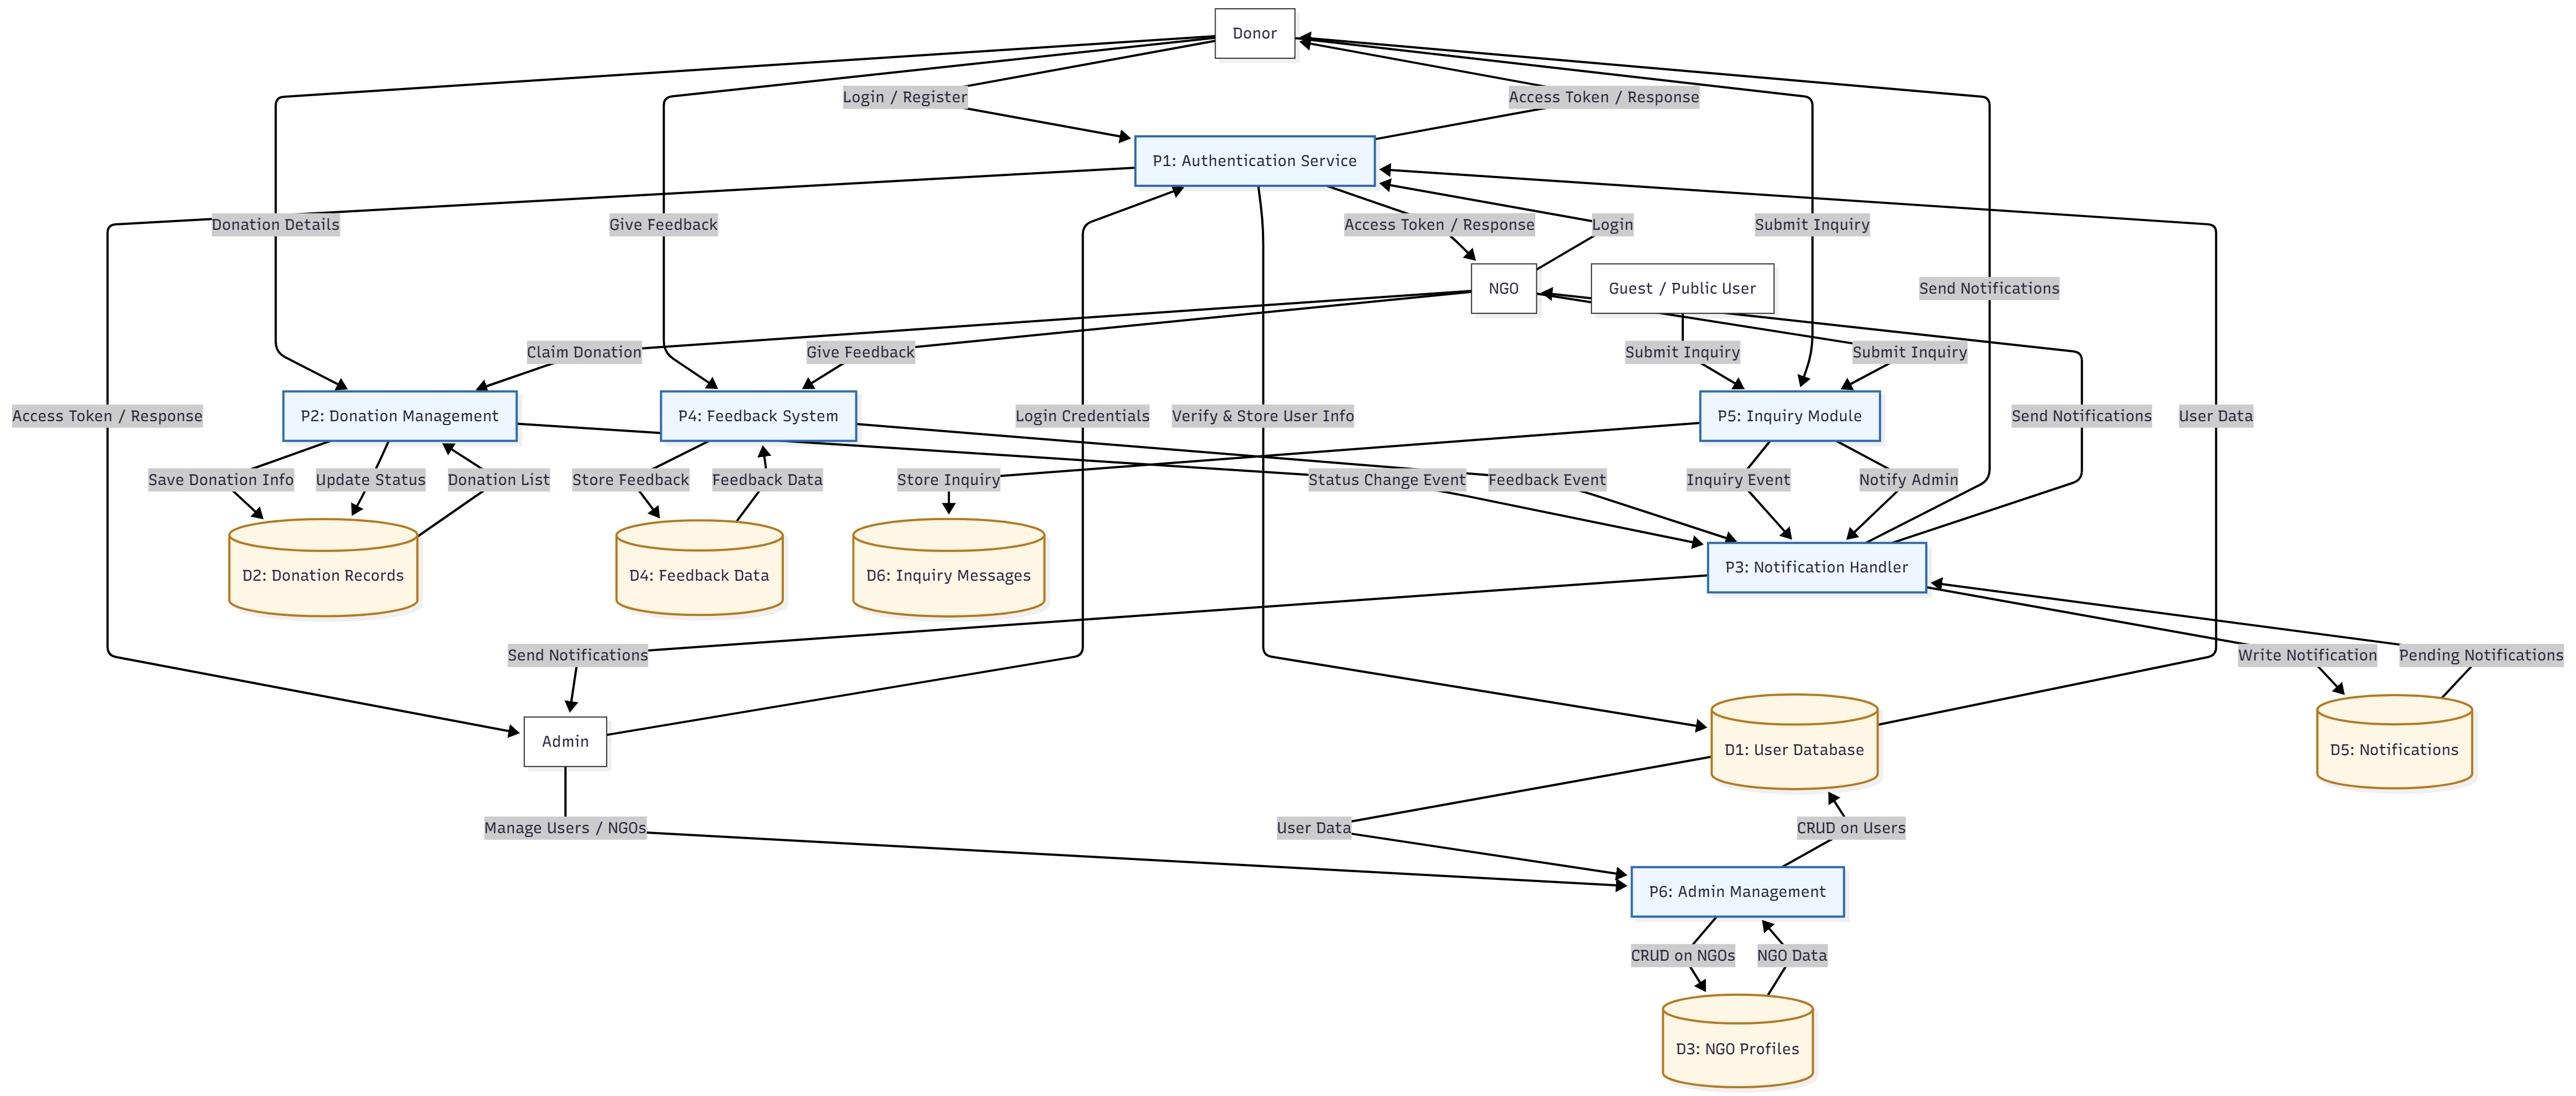 Donor
Login / Register
Access Token / Response
P1: Authentication Service
Donation Details
Give Feedback
Access Token / Response
Login
Submit Inquiry
NGO
Guest / Public User
Send Notifications
Claim Donation
Give Feedback
Submit Inquiry
Submit Inquiry
Access Token / Response
P2: Donation Management
P4: Feedback System
Login Credentials
Verify & Store User Info
P5: Inquiry Module
Send Notifications
User Data
Save Donation Info
Update Status
Donation List
Store Feedback
Feedback Data
Store Inquiry
Status Change Event
Feedback Event
Inquiry Event
Notify Admin
D2: Donation Records
D4: Feedback Data
D6: Inquiry Messages
P3: Notification Handler
Send Notifications
Write Notification
Pending Notifications
Admin
D1: User Database
D5: Notifications
Manage Users / NGOs
User Data
CRUD on Users
P6: Admin Management
CRUD on NGOs
NGO Data
D3: NGO Profiles